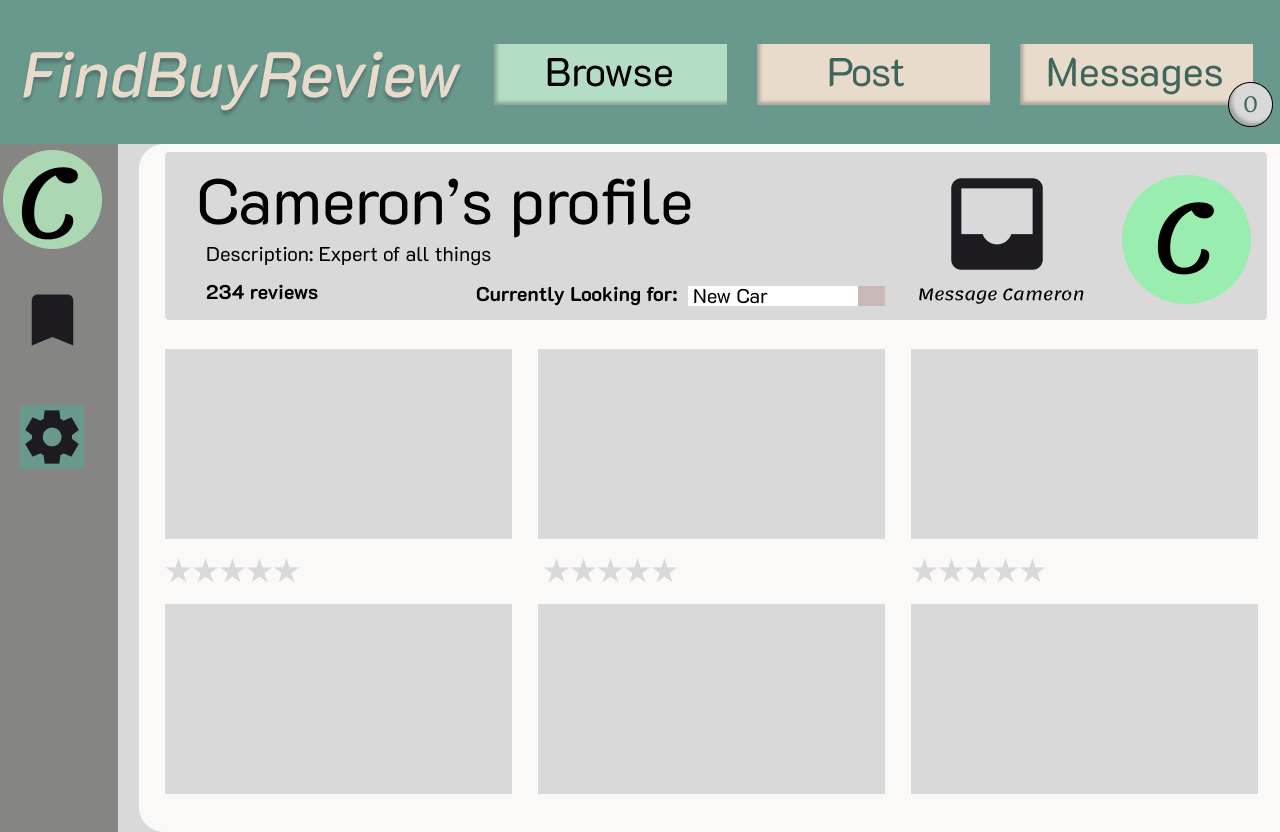 FindBuyReview
Browse
Post
Messages
0
C
Cameron’s profile
Description: Expert of all things
234 reviews
Currently Looking for:
New Car
Message Cameron
C